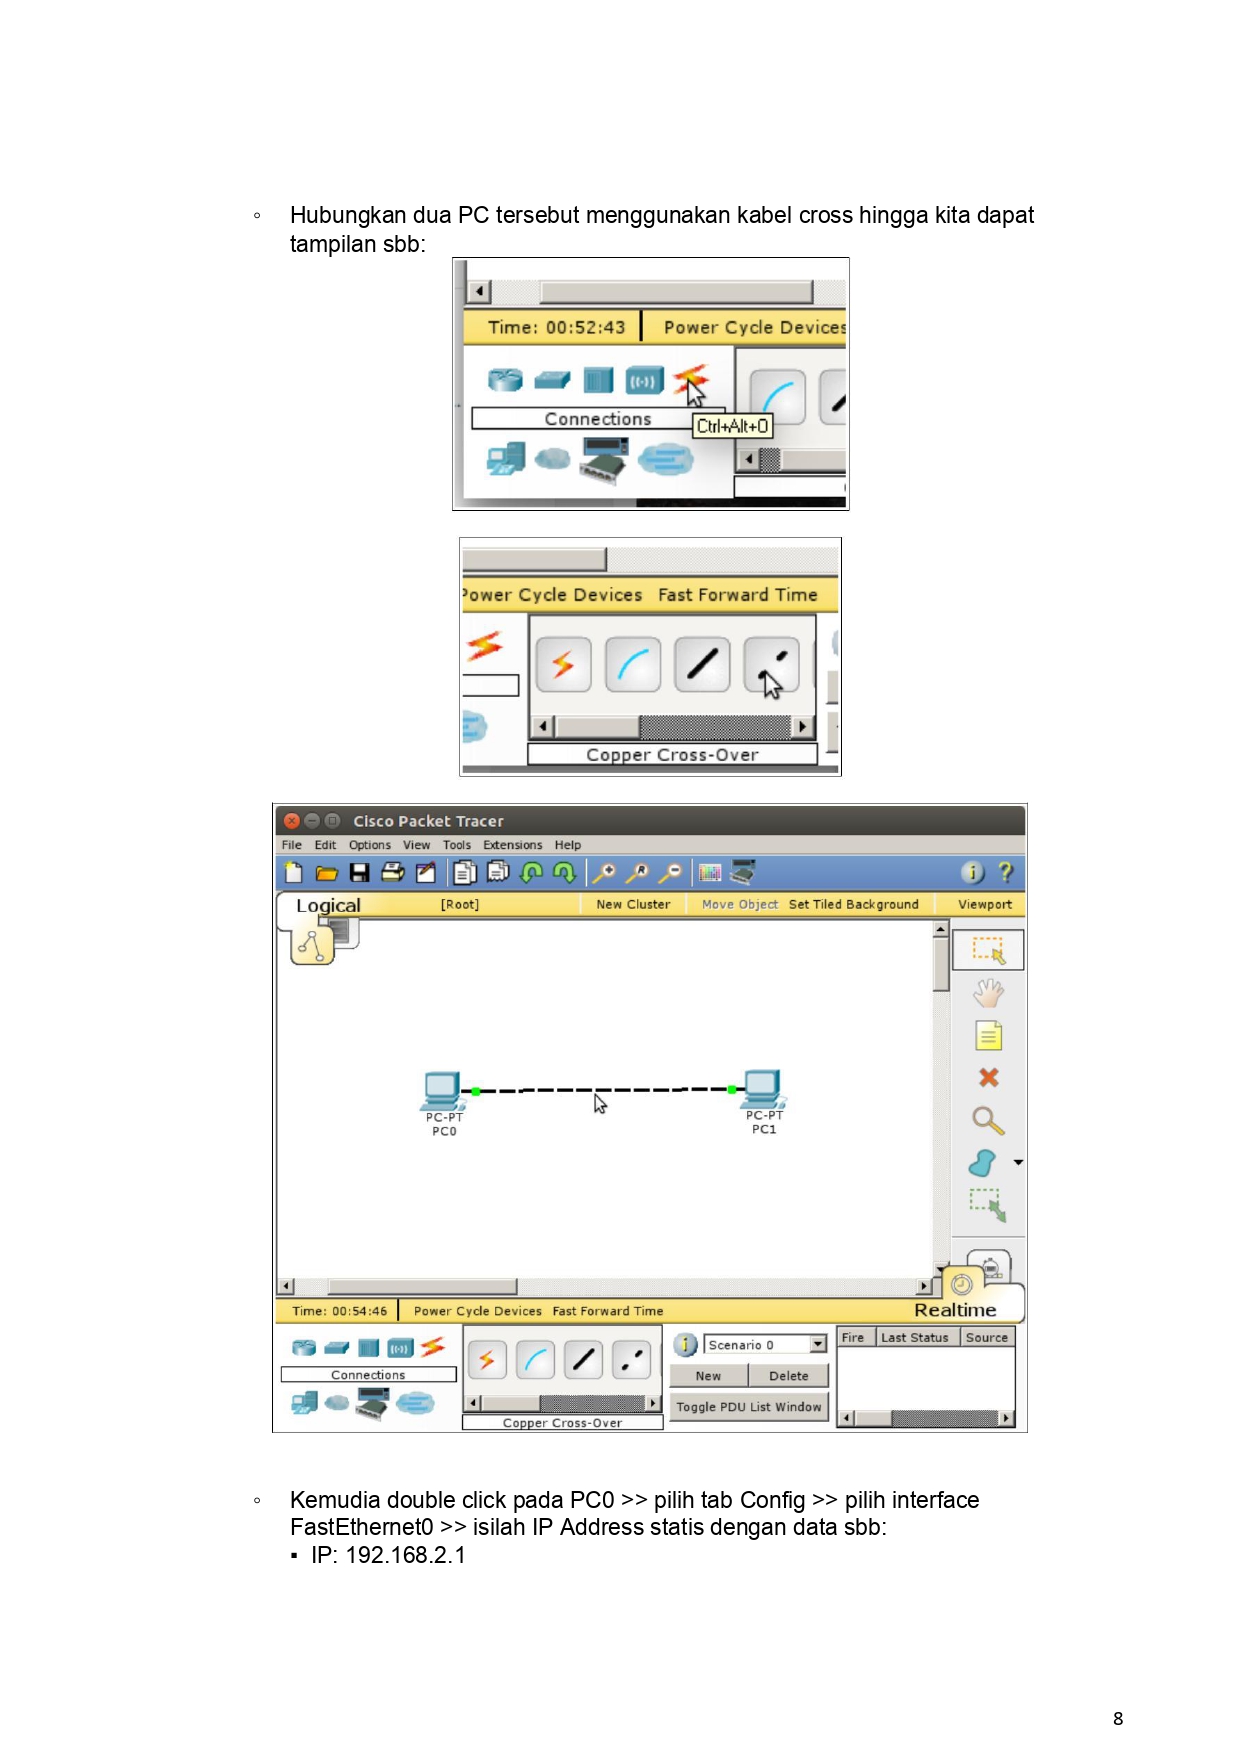 ◦ Hubungkan dua PC tersebut menggunakan kabel cross hingga kita dapat
tampilan sbb:
Time: 00:52:43 Power Cycle Devices
Connections
Ctrl+Alt+O
Power Cycle Devices Fast Forward Time
Copper Cross-Over
Cisco Packet Tracer
File Edit Options View Tools Extensions Help
Logical [Root] New Cluster Move Object Set Tiled Background Viewport
PC-PT
PC0
PC-PT
PC1
Time: 00:54:46 Power Cycle Devices Fast Forward Time Realtime
Connections
Copper Cross-Over
Scenario 0
New Delete
Toggle PDU List Window
Fire Last Status Source
◦ Kemudia double click pada PC0 >> pilih tab Config >> pilih interface
FastEthernet0 >> isilah IP Address statis dengan data sbb:
▪ IP: 192.168.2.1
8